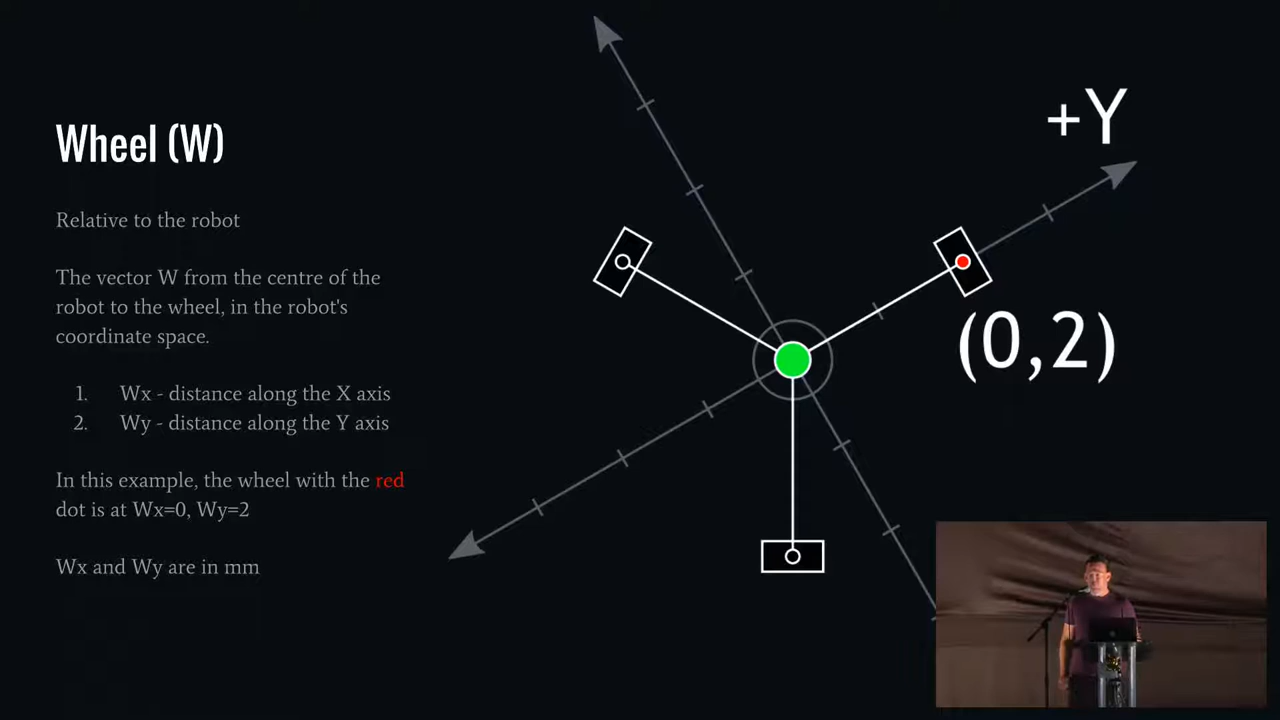 Wheel (W)
Relative to the robot
The vector W from the centre of the
robot to the wheel, in the robot's
coordinate space.
1. Wx - distance along the X axis
2. Wy - distance along the Y axis
In this example, the wheel with the red
dot is at Wx=0, Wy=2
Wx and Wy are in mm
+Y
(0,2)